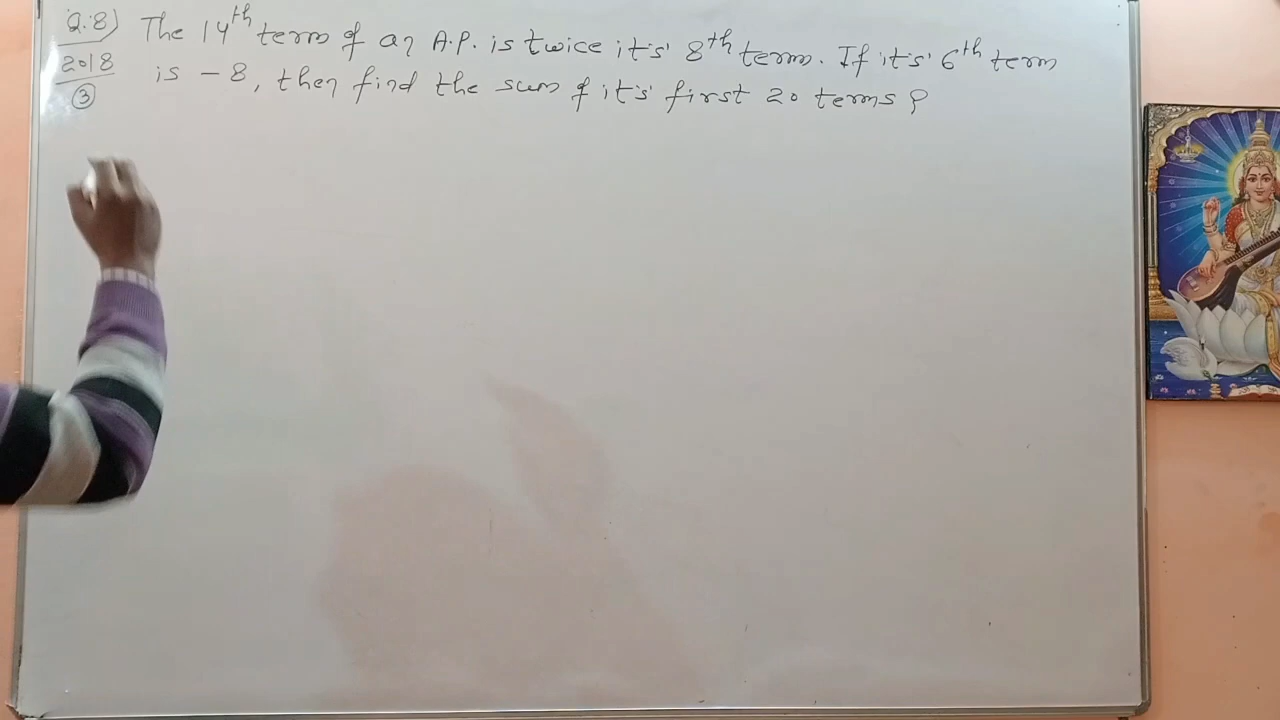 Q.8) The 14th term of an A.P. is twice it's' 8th term. If it's' 6th term
2018 is -8, then find the sum of it's' first 20 terms ?
3